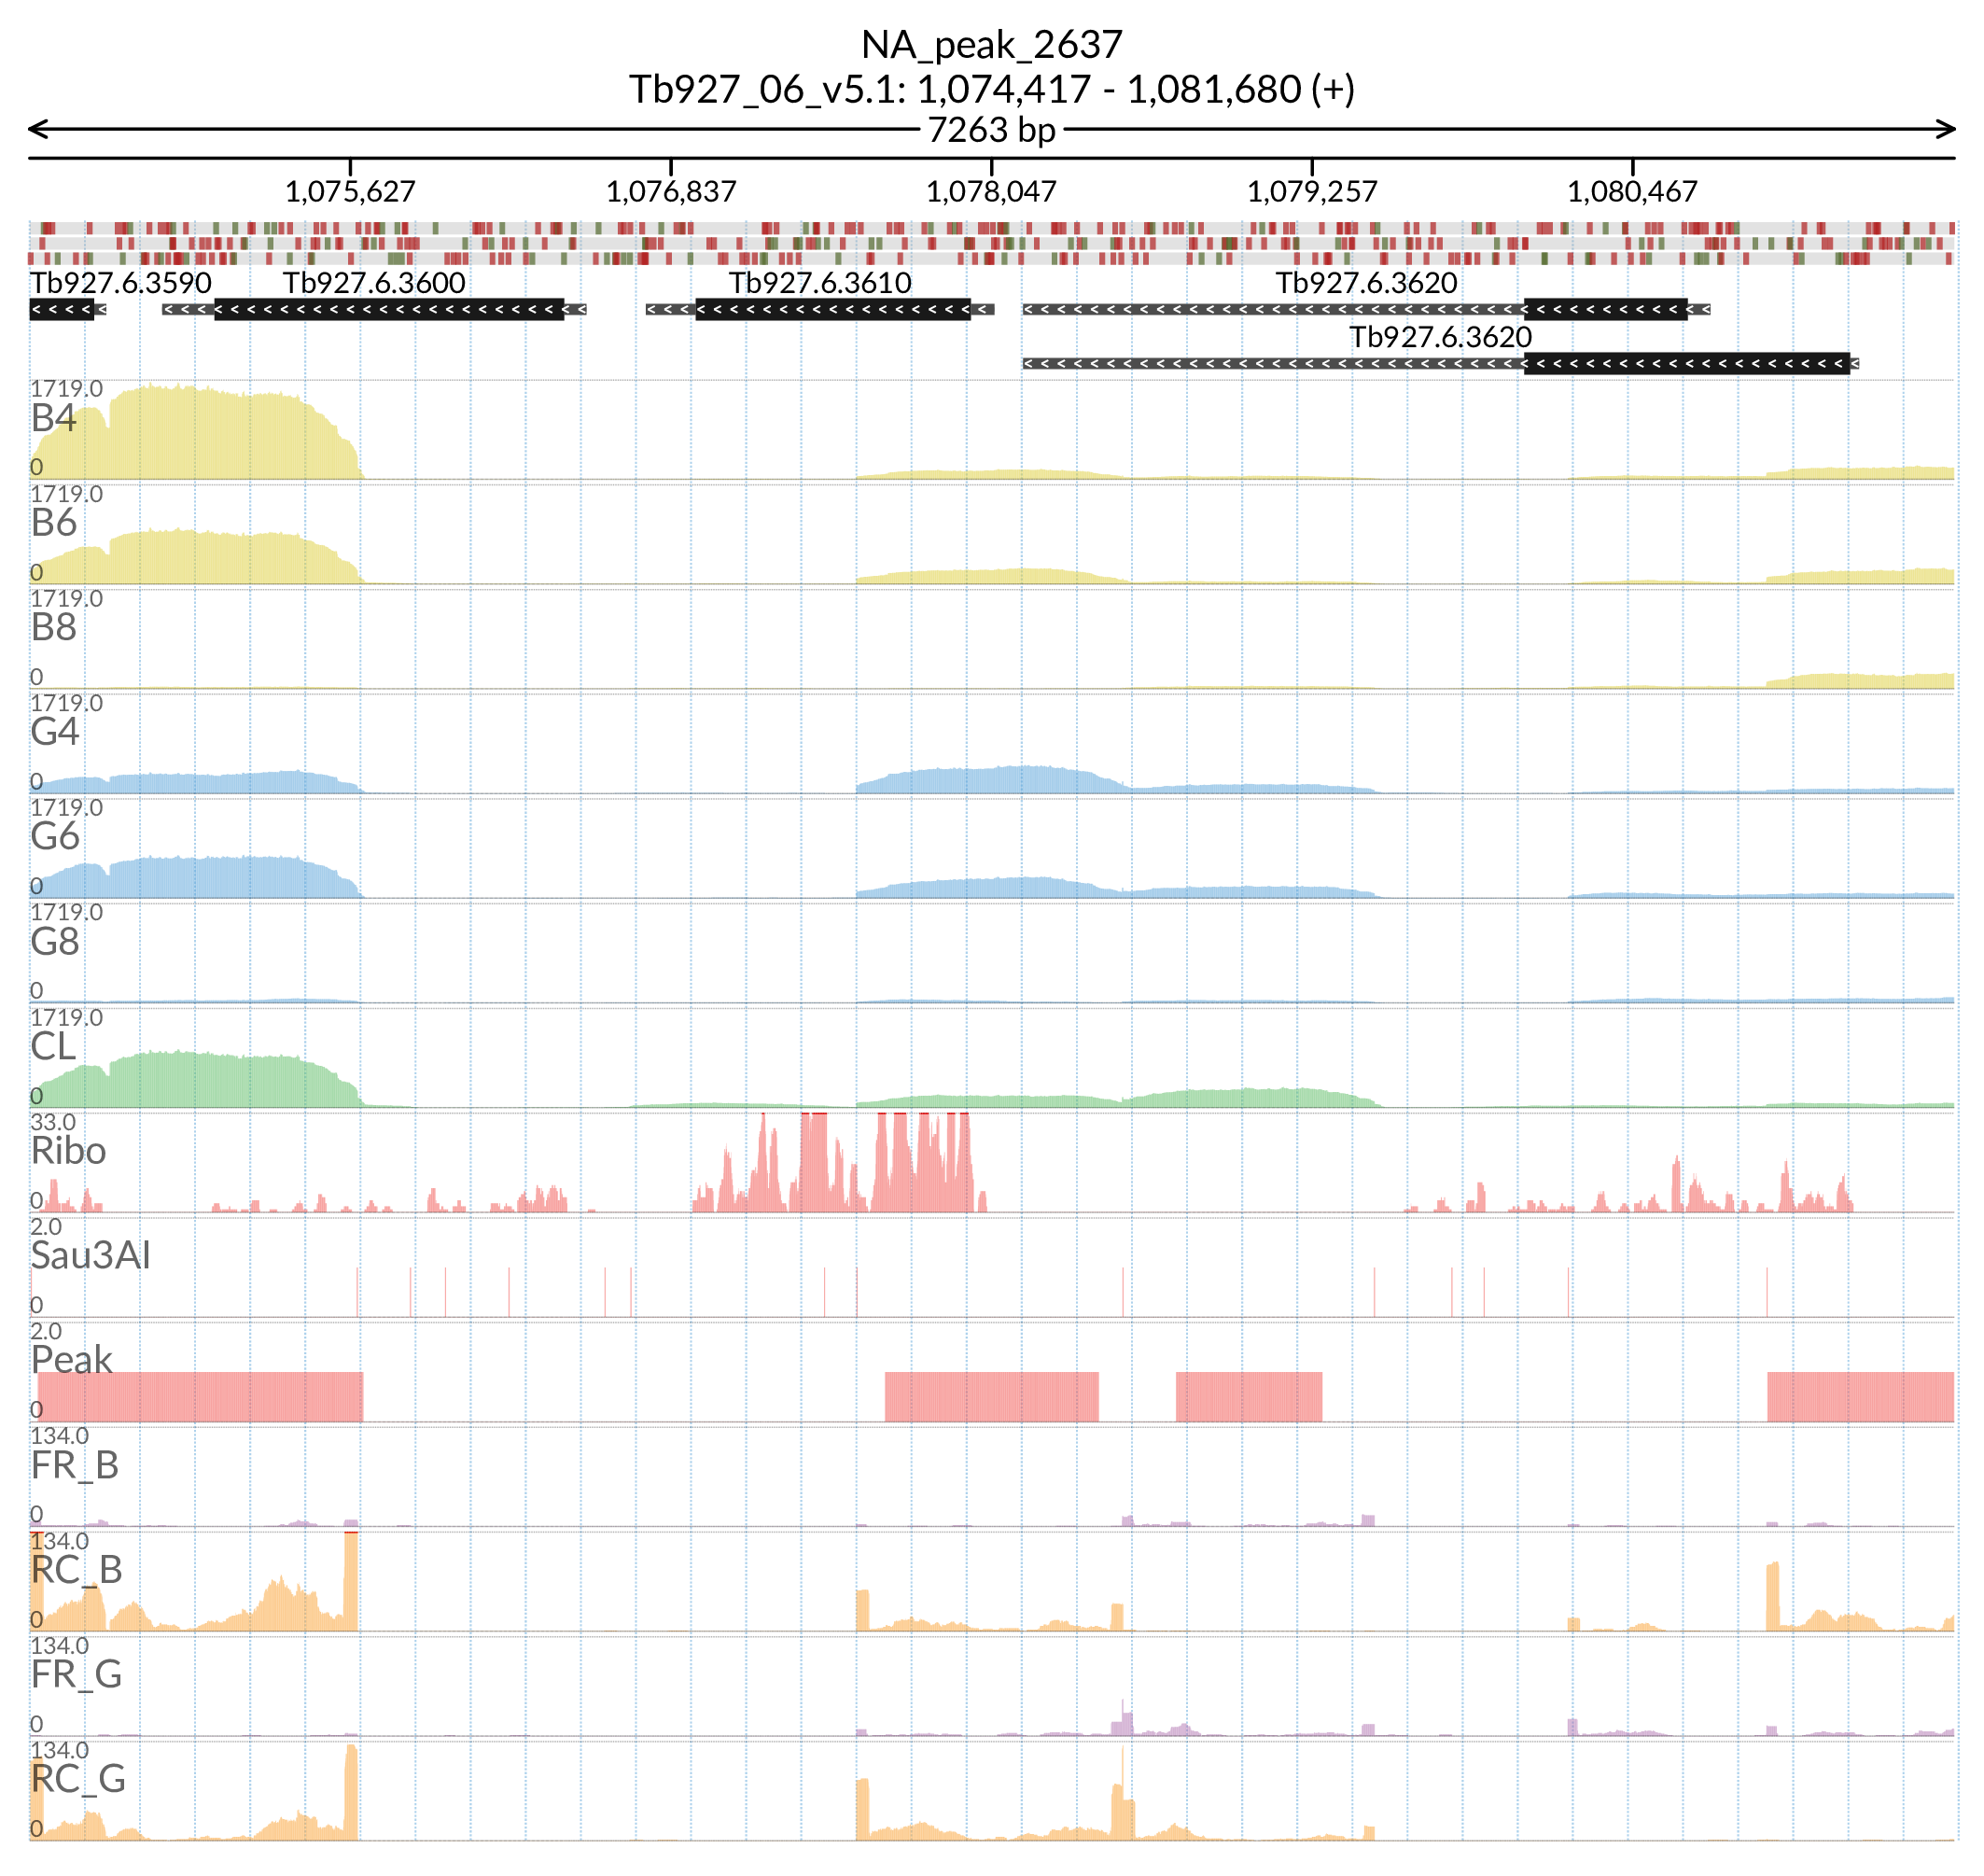 NA_peak_2637
Tb927_06_v5.1: 1,074,417 - 1,081,680 (+)
7263 bp
1,075,627 1,076,837 1,078,047 1,079,257 1,080,467
Tb927.6.3590 Tb927.6.3600 Tb927.6.3610 Tb927.6.3620
Tb927.6.3620
1719.0
B4
0
1719.0
B6
0
1719.0
B8
0
1719.0
G4
0
1719.0
G6
0
1719.0
G8
0
1719.0
CL
0
33.0
Ribo
0
2.0
Sau3AI
0
2.0
Peak
0
134.0
FR_B
0
134.0
RC_B
0
134.0
FR_G
0
134.0
RC_G
0